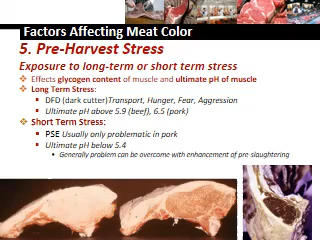 Factors Affecting Meat Color
5. Pre-Harvest Stress
Exposure to long-term or short term stress
Effects glycogen content of muscle and ultimate pH of muscle
Long Term Stress:
DFD (dark cutter)Transport, Hunger, Fear, Aggression
Ultimate pH above 5.9 (beef), 6.5 (pork)
Short Term Stress:
PSE Usually only problematic in pork
Ultimate pH below 5.4
Generally problem can be overcome with enhancement of pre-slaughtering